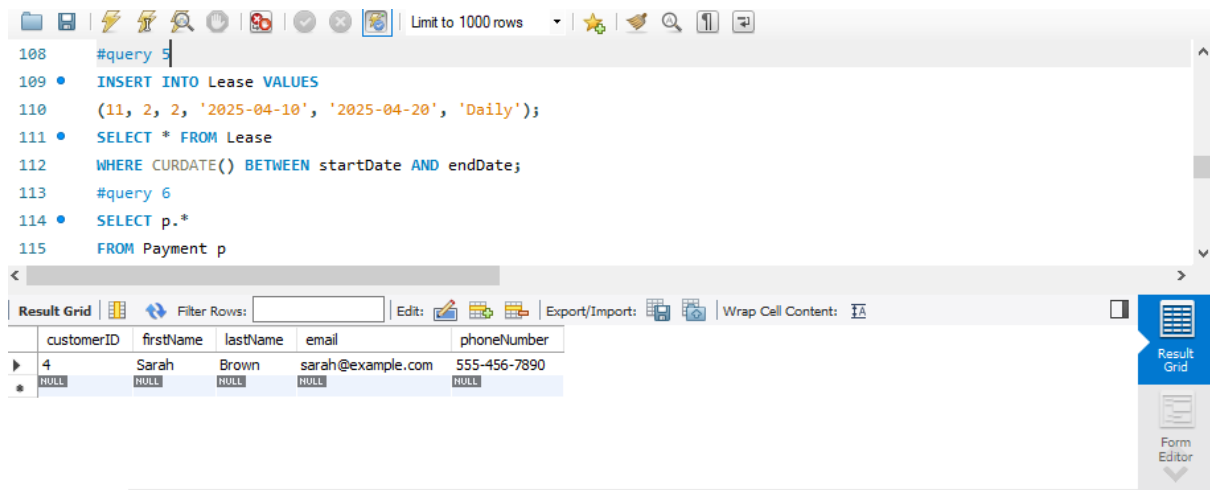 Limit to 1000 rows
108 #query 5
109 INSERT INTO Lease VALUES
110 (11, 2, 2, '2025-04-10', '2025-04-20', 'Daily');
111 SELECT * FROM Lease
112 WHERE CURDATE() BETWEEN startDate AND endDate;
113 #query 6
114 SELECT p.*
115 FROM Payment p
Result Grid Filter Rows: Edit: Export/Import: Wrap Cell Content: IA
customerID firstName lastName email phoneNumber
4 Sarah Brown sarah@example.com 555-456-7890
NULL NULL NULL NULL NULL
Result
Grid
Form
Editor